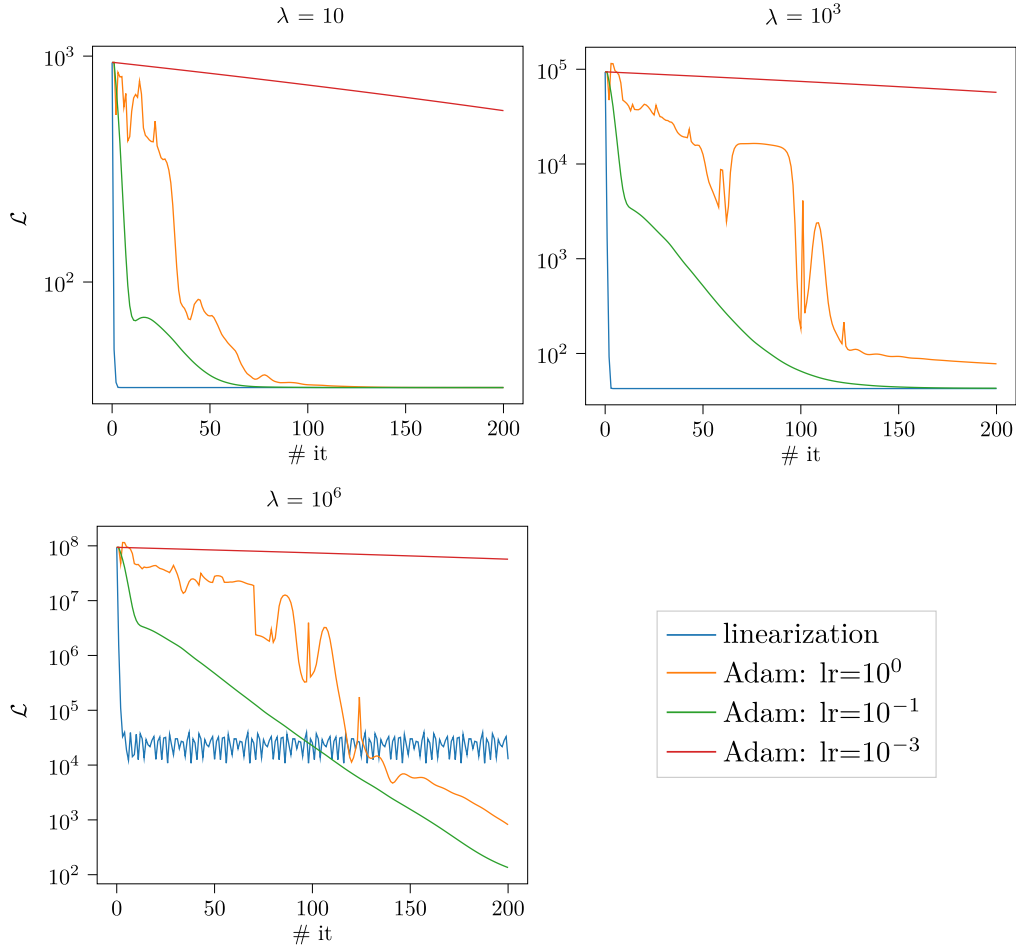 λ = 10
10³
ℒ
10²
0 50 100 150 200
# it
λ = 10³
10⁵
10⁴
10³
10²
0 50 100 150 200
# it
λ = 10⁶
10⁸
10⁷
10⁶
ℒ
10⁵
10⁴
10³
10²
0 50 100 150 200
# it
linearization
Adam: lr=10⁰
Adam: lr=10⁻¹
Adam: lr=10⁻³